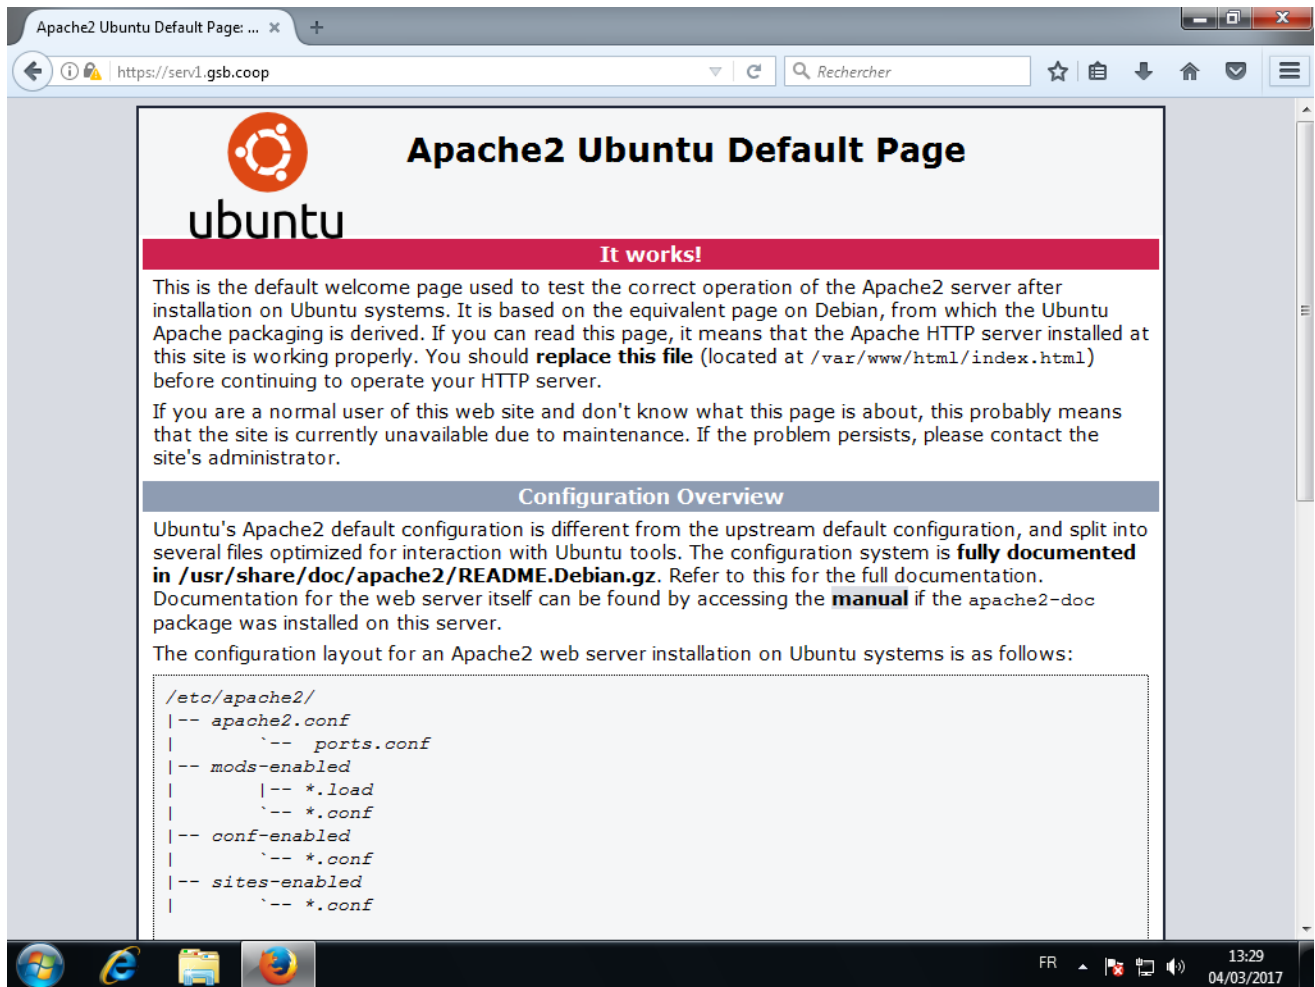 Apache2 Ubuntu Default Page: ...
https://serv1.gsb.coop
Rechercher
ubuntu
Apache2 Ubuntu Default Page
It works!
This is the default welcome page used to test the correct operation of the Apache2 server after
installation on Ubuntu systems. It is based on the equivalent page on Debian, from which the Ubuntu
Apache packaging is derived. If you can read this page, it means that the Apache HTTP server installed at
this site is working properly. You should replace this file (located at /var/www/html/index.html)
before continuing to operate your HTTP server.
If you are a normal user of this web site and don't know what this page is about, this probably means
that the site is currently unavailable due to maintenance. If the problem persists, please contact the
site's administrator.
Configuration Overview
Ubuntu's Apache2 default configuration is different from the upstream default configuration, and split into
several files optimized for interaction with Ubuntu tools. The configuration system is fully documented
in /usr/share/doc/apache2/README.Debian.gz. Refer to this for the full documentation.
Documentation for the web server itself can be found by accessing the manual if the apache2-doc
package was installed on this server.
The configuration layout for an Apache2 web server installation on Ubuntu systems is as follows:
/etc/apache2/
|-- apache2.conf
|       `--  ports.conf
|-- mods-enabled
|       |-- *.load
|       `-- *.conf
|-- conf-enabled
|       `-- *.conf
|-- sites-enabled
|       `-- *.conf
FR
13:29
04/03/2017